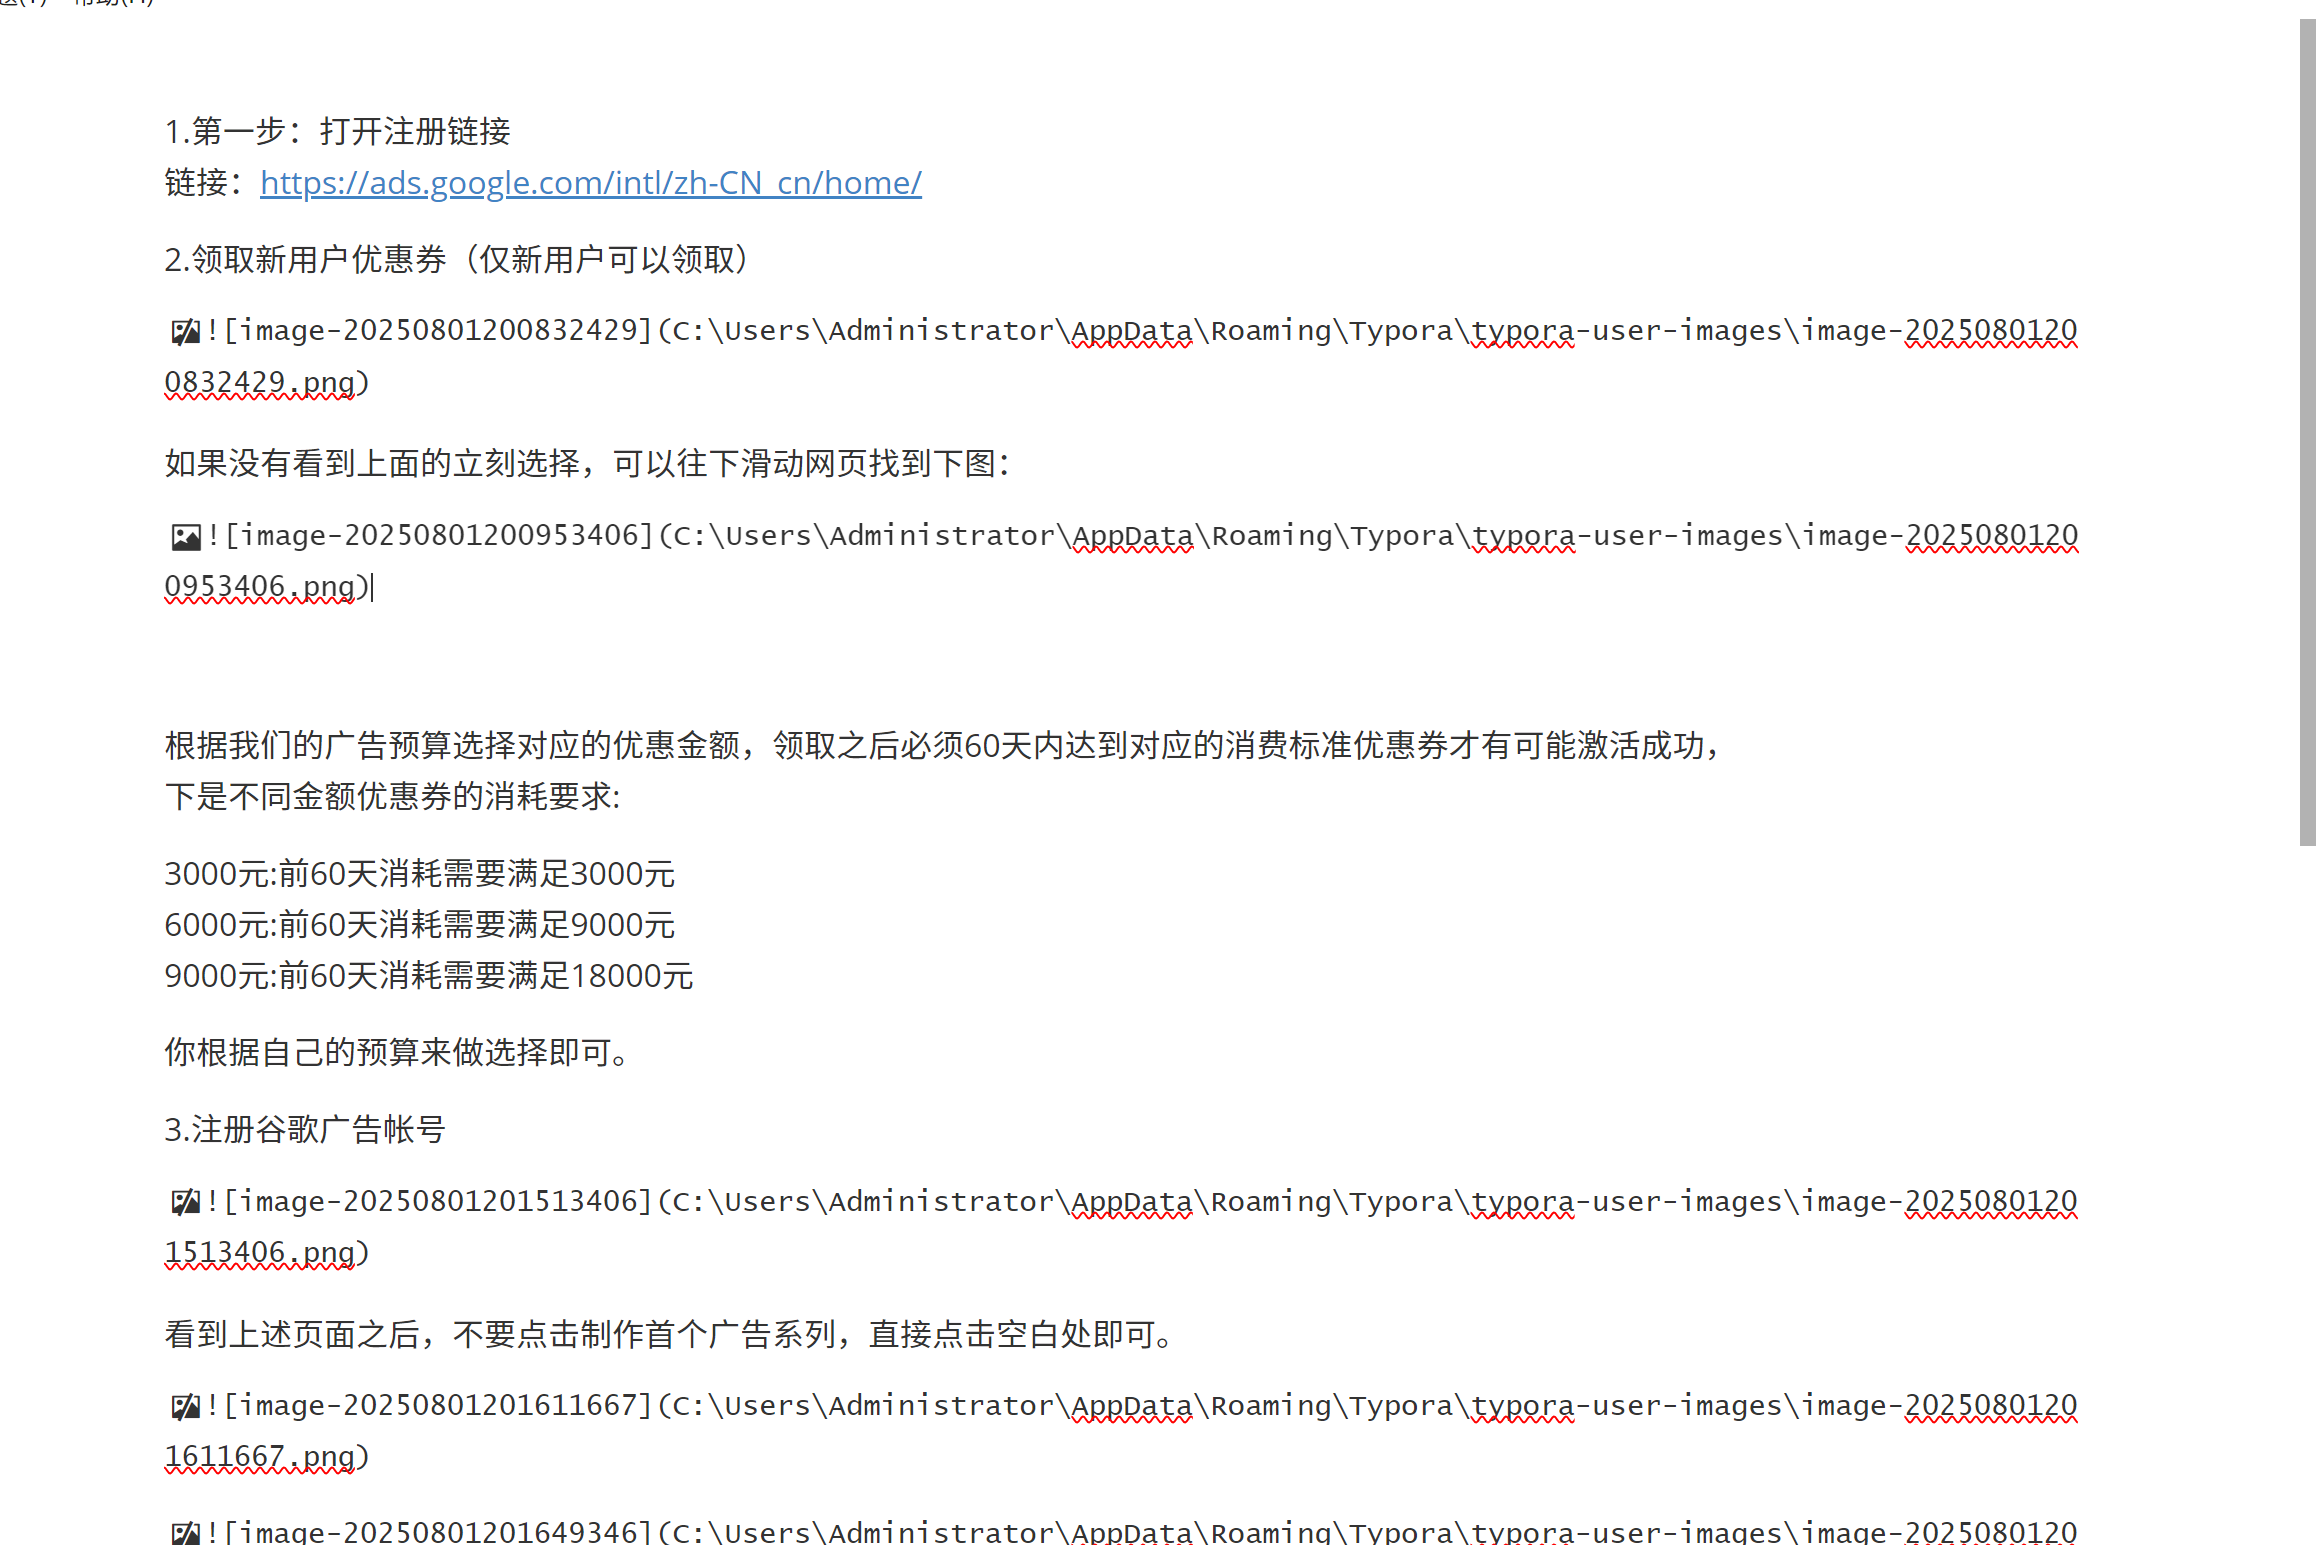 帮助(H)
1.第一步：打开注册链接
链接：https://ads.google.com/intl/zh-CN_cn/home/
2.领取新用户优惠券（仅新用户可以领取）
![image-20250801200832429](C:\Users\Administrator\AppData\Roaming\Typora\typora-user-images\image-2025080120
0832429.png)
如果没有看到上面的立刻选择，可以往下滑动网页找到下图：
![image-20250801200953406](C:\Users\Administrator\AppData\Roaming\Typora\typora-user-images\image-2025080120
0953406.png)
根据我们的广告预算选择对应的优惠金额，领取之后必须60天内达到对应的消费标准优惠券才有可能激活成功，
下是不同金额优惠券的消耗要求:
3000元:前60天消耗需要满足3000元
6000元:前60天消耗需要满足9000元
9000元:前60天消耗需要满足18000元
你根据自己的预算来做选择即可。
3.注册谷歌广告帐号
![image-20250801201513406](C:\Users\Administrator\AppData\Roaming\Typora\typora-user-images\image-2025080120
1513406.png)
看到上述页面之后，不要点击制作首个广告系列，直接点击空白处即可。
![image-20250801201611667](C:\Users\Administrator\AppData\Roaming\Typora\typora-user-images\image-2025080120
1611667.png)
![image-20250801201649346](C:\Users\Administrator\AppData\Roaming\Typora\typora-user-images\image-2025080120